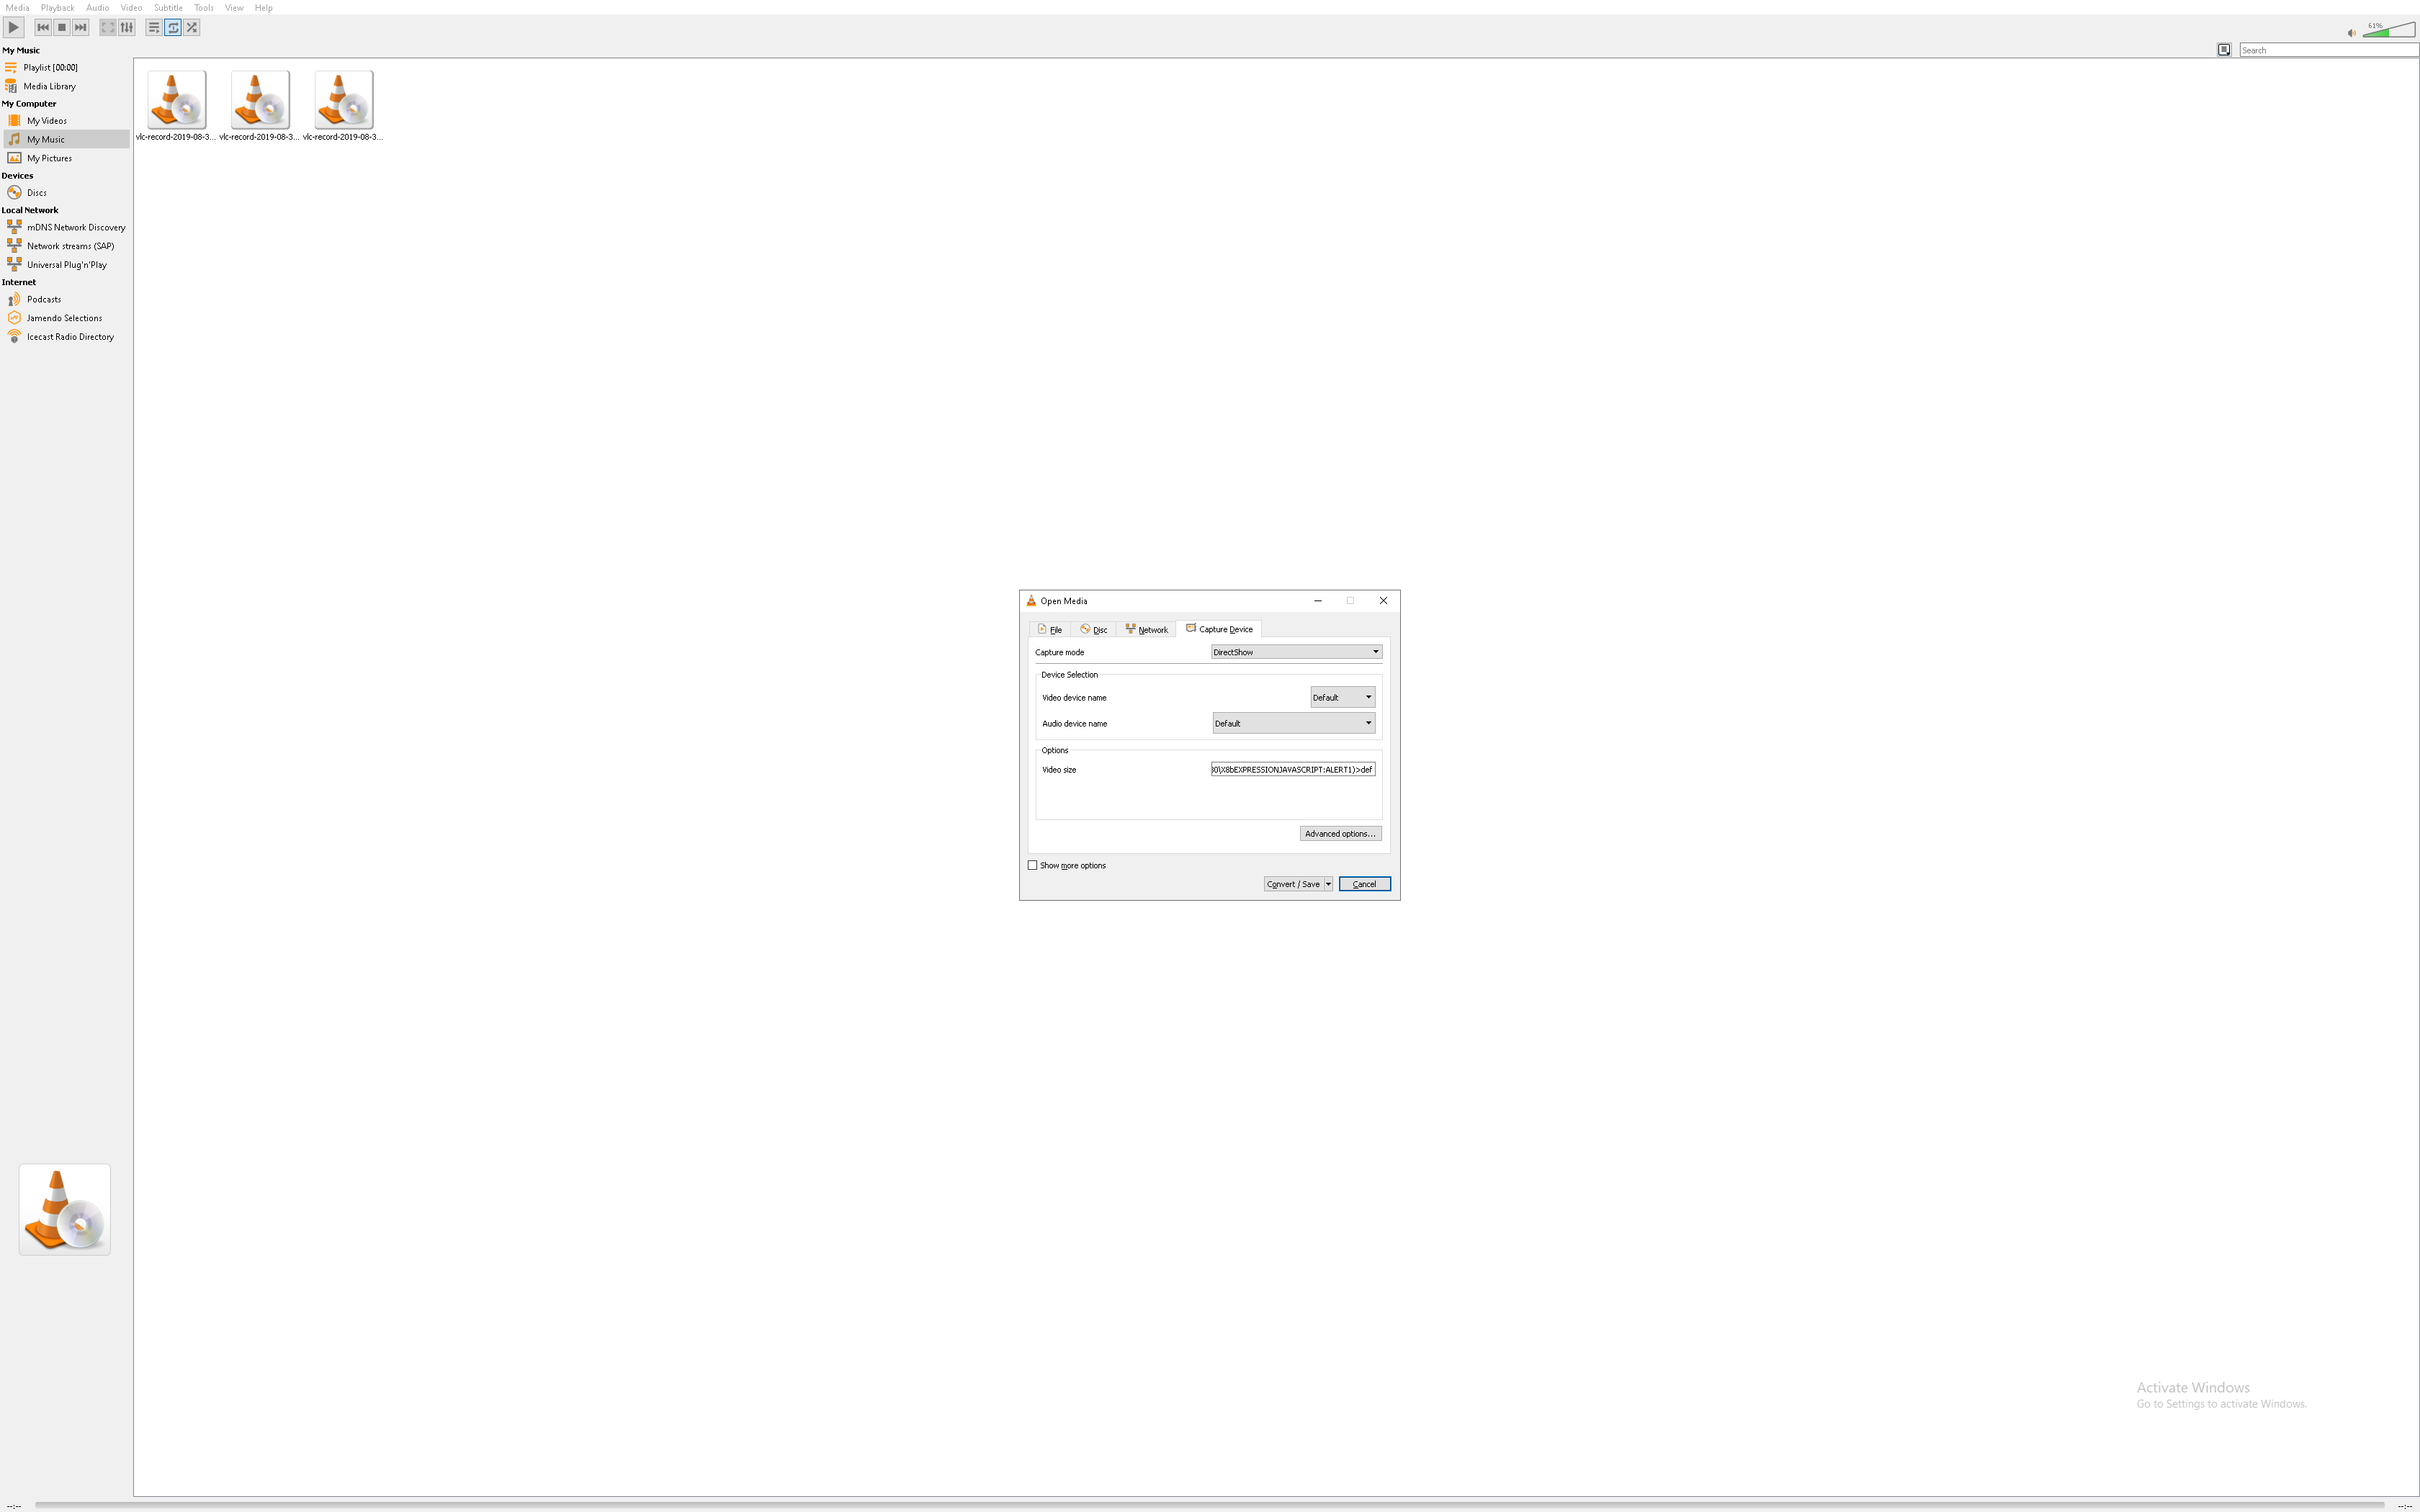 Media Playback Audio Video Subtitle Tools View Help
61%
Search
My Music
Playlist [00:00]
Media Library
My Computer
My Videos
My Music
My Pictures
Devices
Discs
Local Network
mDNS Network Discovery
Network streams (SAP)
Universal Plug'n'Play
Internet
Podcasts
Jamendo Selections
Icecast Radio Directory
vlc-record-2019-08-3... vlc-record-2019-08-3... vlc-record-2019-08-3...
Open Media
File Disc Network Capture Device
Capture mode DirectShow
Device Selection
Video device name Default
Audio device name Default
Options
Video size \X8bEXPRESSIONJAVASCRIPT:ALERT1)>def
Advanced options...
Show more options
Convert / Save Cancel
Activate Windows
Go to Settings to activate Windows.
--:-- --:--